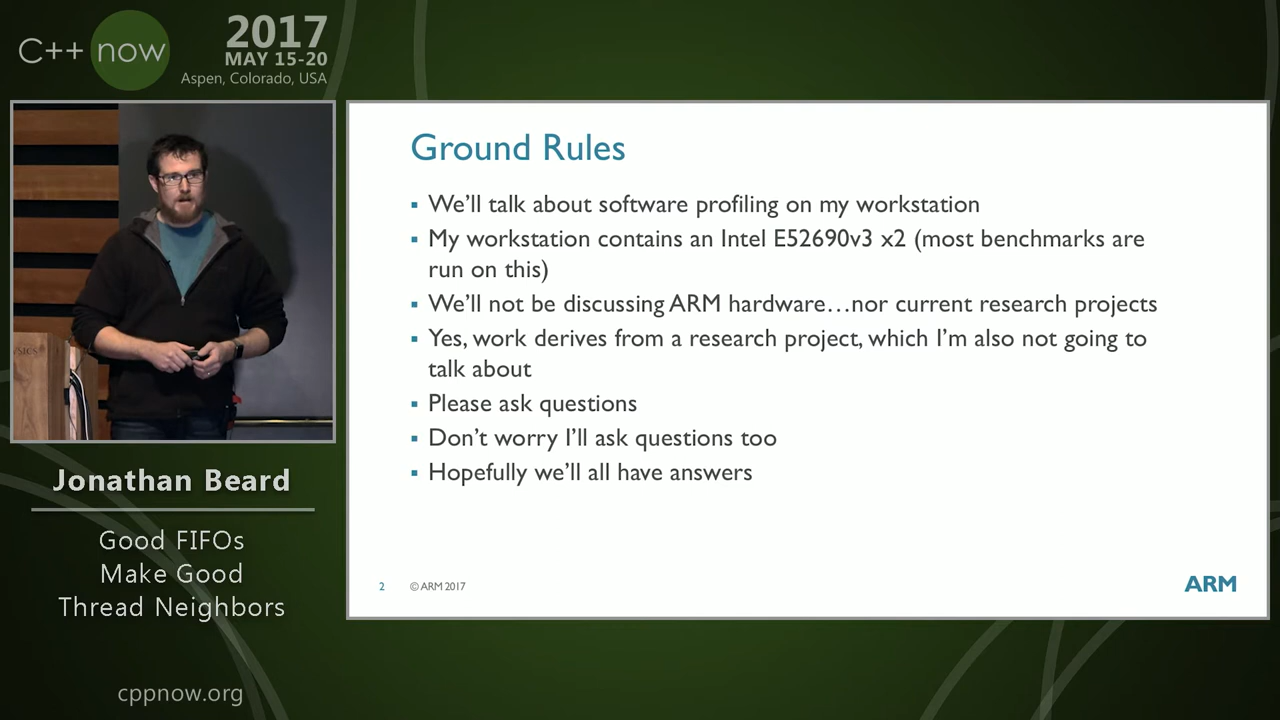 C++ now
2017
MAY 15-20
Aspen, Colorado, USA
Ground Rules
▪ We'll talk about software profiling on my workstation
▪ My workstation contains an Intel E52690v3 x2 (most benchmarks are
run on this)
▪ We'll not be discussing ARM hardware…nor current research projects
▪ Yes, work derives from a research project, which I'm also not going to
talk about
▪ Please ask questions
▪ Don't worry I'll ask questions too
▪ Hopefully we'll all have answers
2 © ARM 2017
ARM
Jonathan Beard
Good FIFOs
Make Good
Thread Neighbors
cppnow.org